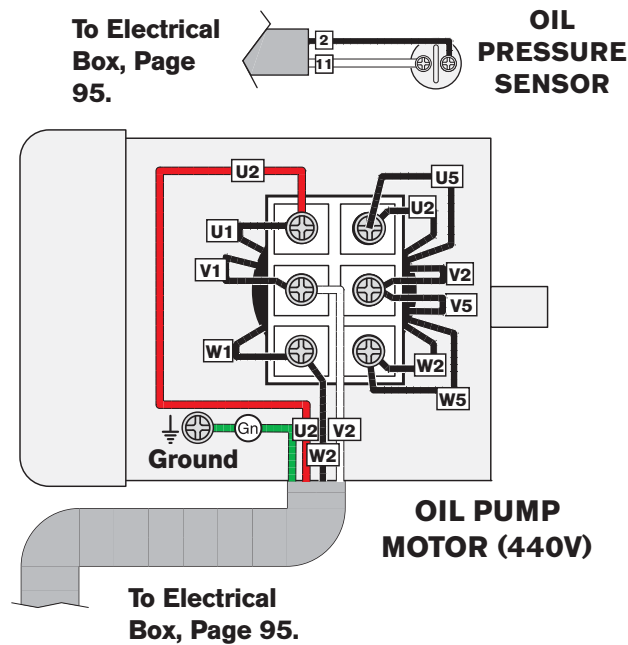 To Electrical
Box, Page
95.
2
11
OIL
PRESSURE
SENSOR
U2
U5
U2
U1
V1
V2
V5
W1
W2
W5
Gn
U2
V2
W2
Ground
OIL PUMP
MOTOR (440V)
To Electrical
Box, Page 95.